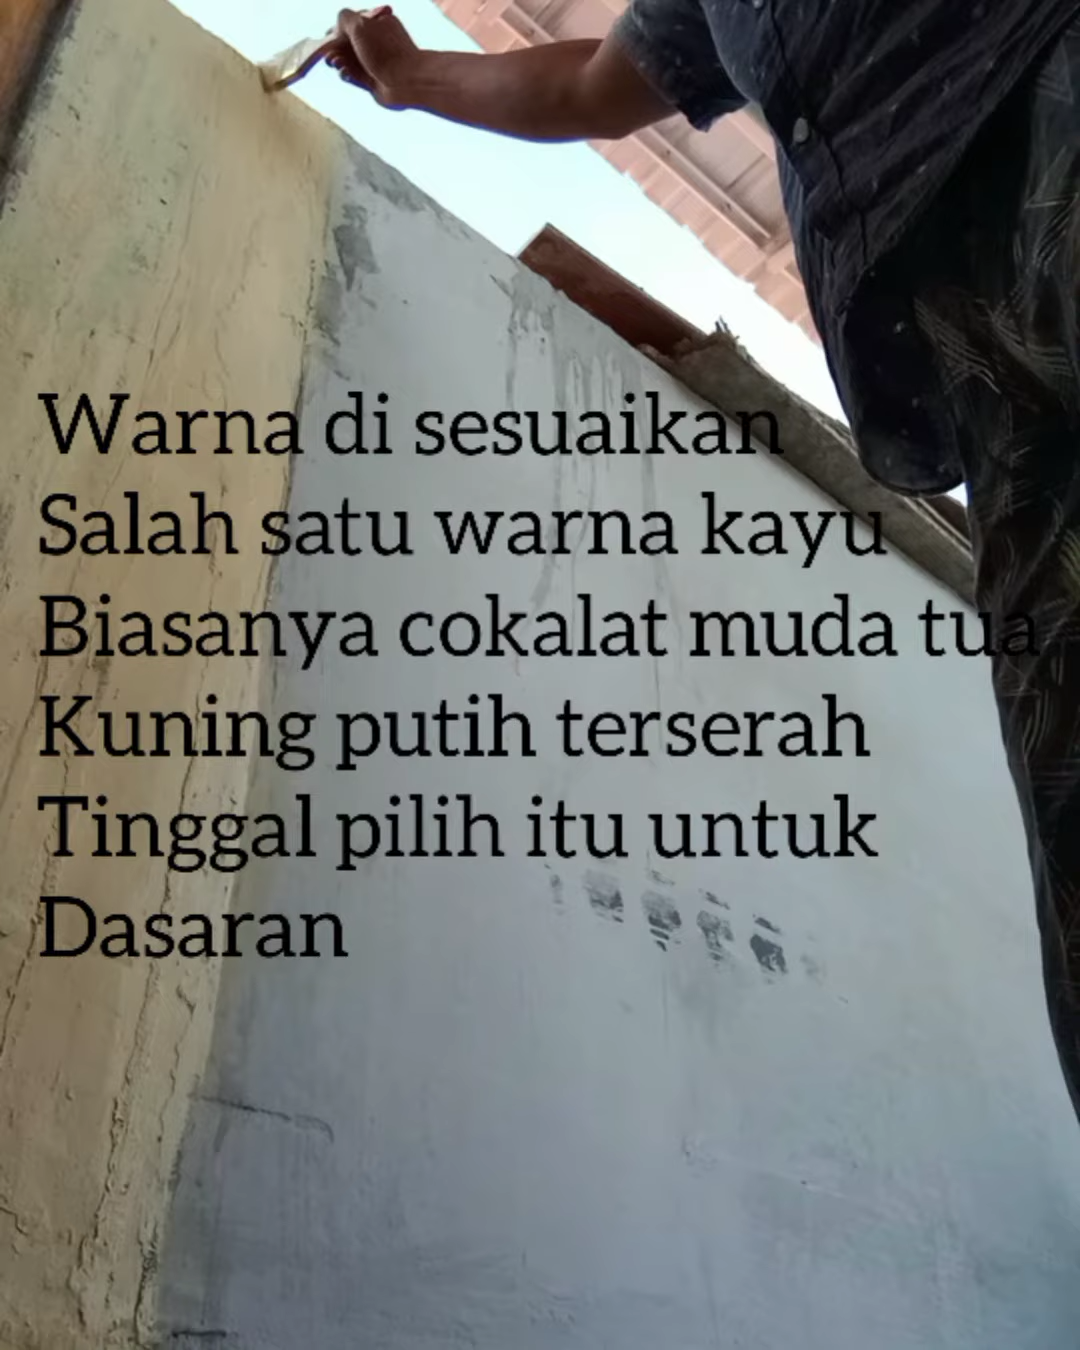 Warna di sesuaikan
Salah satu warna kayu
Biasanya cokalat muda tua
Kuning putih terserah
Tinggal pilih itu untuk
Dasaran